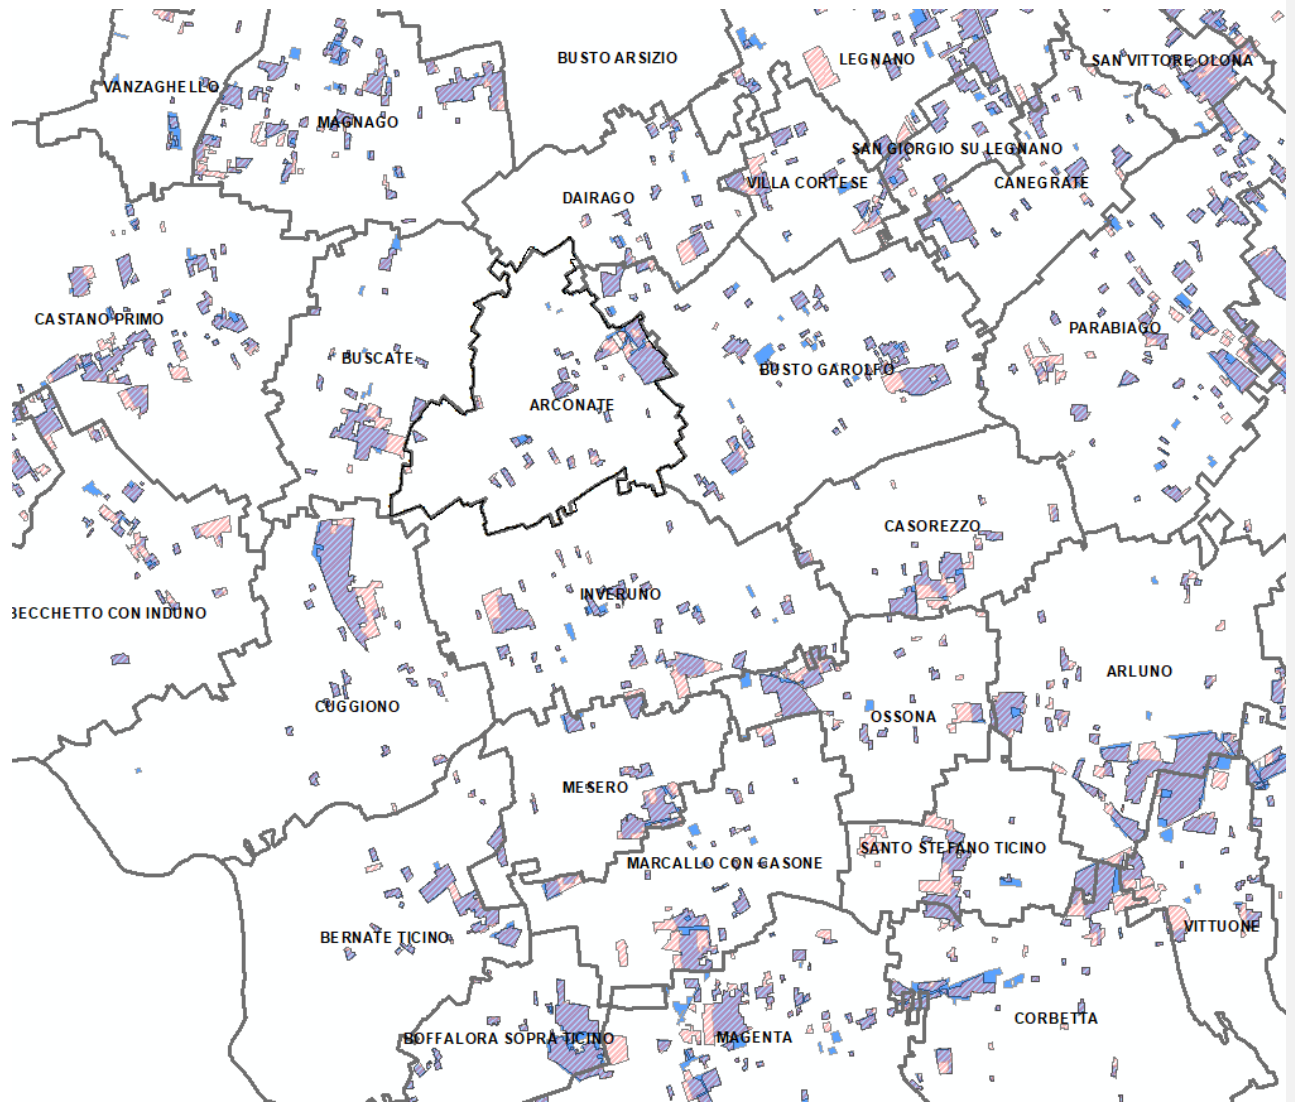 BUSTO ARSIZIO
LEGNANO
SAN VITTORE OLONA
VANZAGHELLO
MAGNAGO
SAN GIORGIO SU LEGNANO
VILLA CORTESE
CANEGRATE
DAIRAGO
CASTANO PRIMO
PARABIAGO
BUSCATE
BUSTO GAROLFO
ARCONATE
CASOREZZO
INVERUNO
BECCHETTO CON INDUNO
ARLUNO
CUGGIONO
OSSONA
MESERO
SANTO STEFANO TICINO
MARCALLO CON CASONE
VITTUONE
BERNATE TICINO
CORBETTA
BOFFALORA SOPRA TICINO
MAGENTA